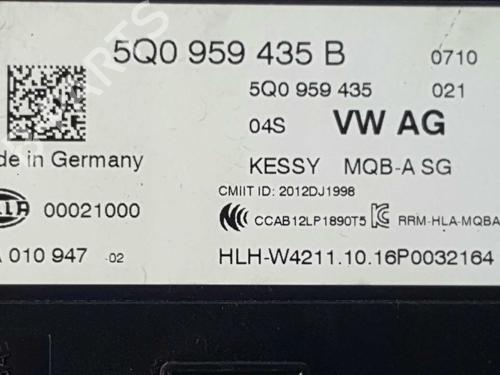 5Q0 959 435 B 0710
5Q0 959 435 021
04S VW AG
de in Germany KESSY MQB-A SG
CMIIT ID: 2012DJ1998
00021000 CCAB12LP1890T5 RRM-HLA-MQBA
010 947 02 HLH-W4211.10.16P0032164